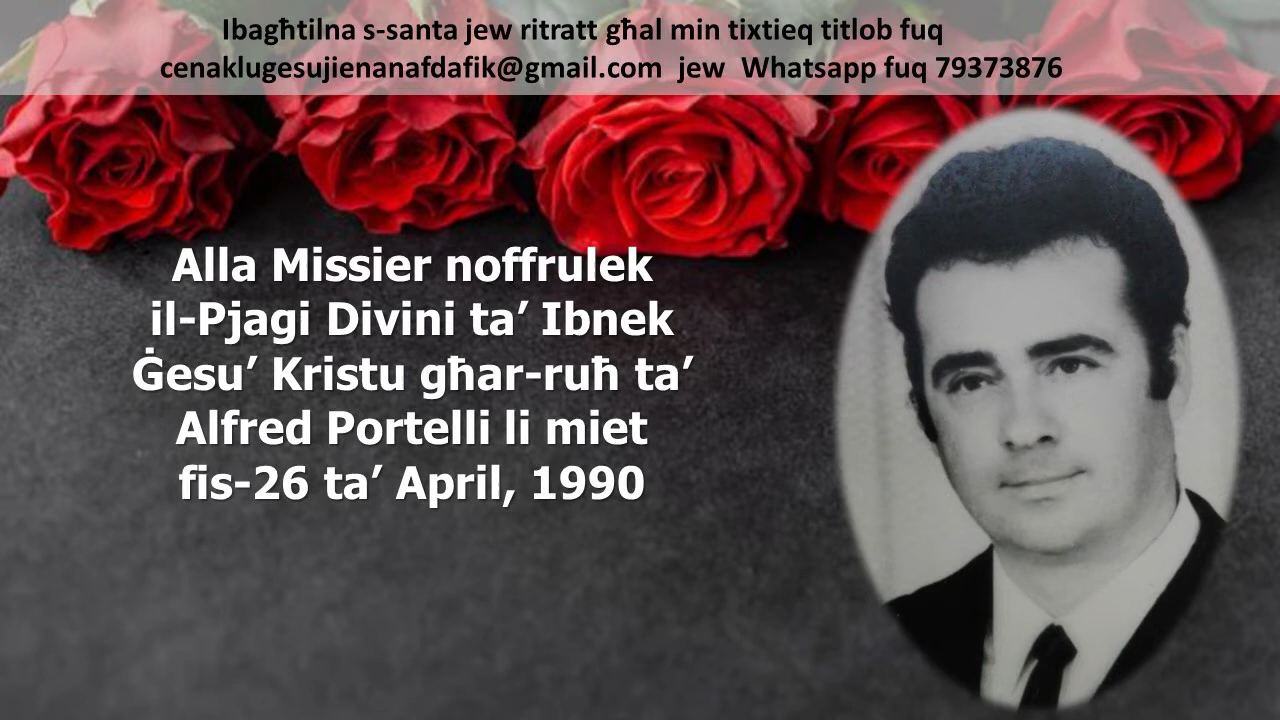 Ibagħtilna s-santa jew ritratt għal min tixtieq titlob fuq
cenaklugesujienanafdafik@gmail.com jew Whatsapp fuq 79373876
Alla Missier noffrulek
il-Pjagi Divini ta’ Ibnek
Ġesu’ Kristu għar-ruħ ta’
Alfred Portelli li miet
fis-26 ta’ April, 1990